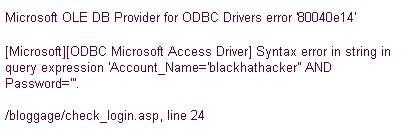 Microsoft OLE DB Provider for ODBC Drivers error '80040e14'
[Microsoft][ODBC Microsoft Access Driver] Syntax error in string in
query expression 'Account_Name='blackhathacker'' AND
Password=''''.
/bloggage/check_login.asp, line 24